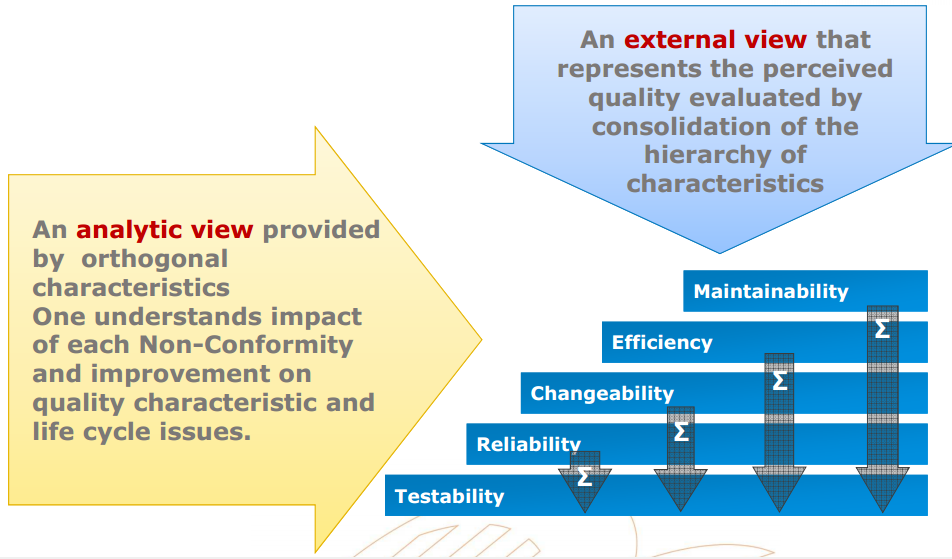 An external view that
represents the perceived
quality evaluated by
consolidation of the
hierarchy of
characteristics
An analytic view provided
by orthogonal
characteristics
One understands impact
of each Non-Conformity
and improvement on
quality characteristic and
life cycle issues.
Maintainability
Σ
Efficiency
Σ
Changeability
Σ
Reliability
Σ
Testability